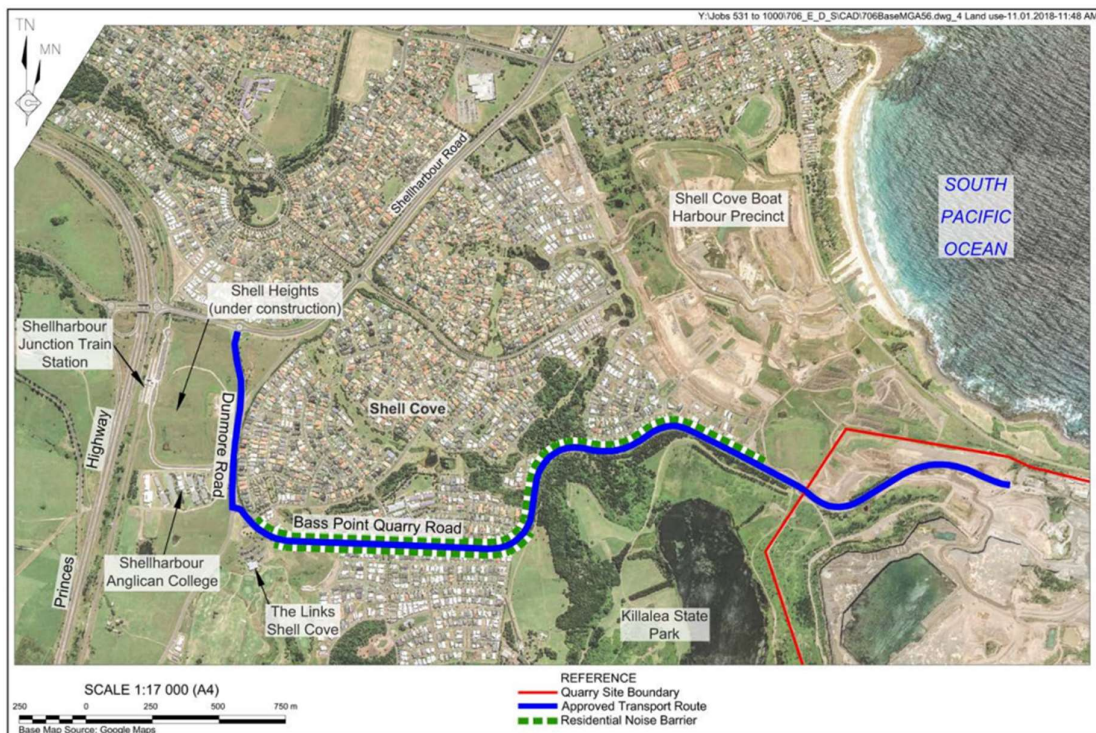 Y:\Jobs 531 to 1000\706_E_D_S\CAD\706BaseMGA56.dwg_4 Land use-11.01.2018-11:48 AM
TN
MN
Shellharbour Road
Shell Cove Boat
Harbour Precinct
SOUTH
PACIFIC
OCEAN
Shell Heights
(under construction)
Shellharbour
Junction Train
Station
Highway
Dunmore Road
Shell Cove
Bass Point Quarry Road
Shellharbour
Anglican College
Princes
The Links
Shell Cove
Killalea State
Park
SCALE 1:17 000 (A4)
250 0 250 500 750 m
Base Map Source: Google Maps
REFERENCE
Quarry Site Boundary
Approved Transport Route
Residential Noise Barrier